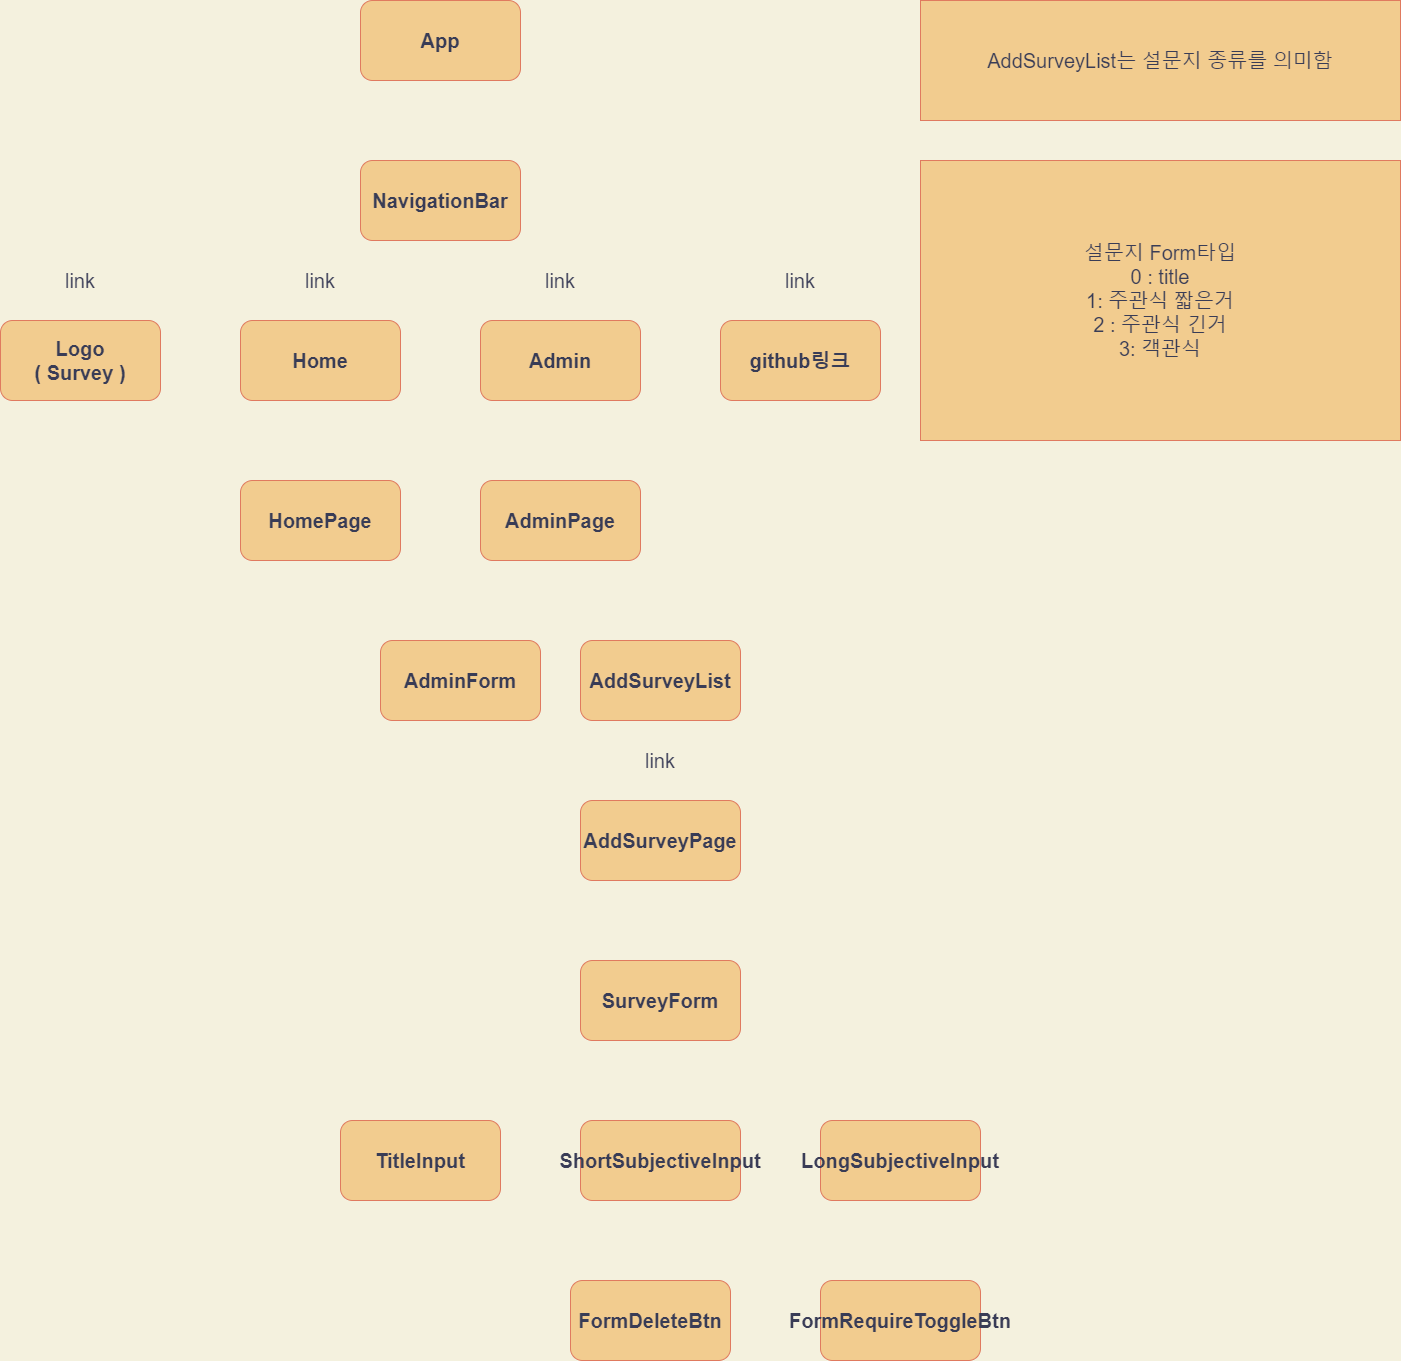 App
AddSurveyList는 설문지 종류를 의미함
NavigationBar
설문지 Form타입
0 : title
1: 주관식 짧은거
2 : 주관식 긴거
3: 객관식
link
link
link
link
Logo
( Survey )
Home
Admin
github링크
HomePage
AdminPage
AdminForm
AddSurveyList
link
AddSurveyPage
SurveyForm
TitleInput
ShortSubjectiveInput
LongSubjectiveInput
FormDeleteBtn
FormRequireToggleBtn